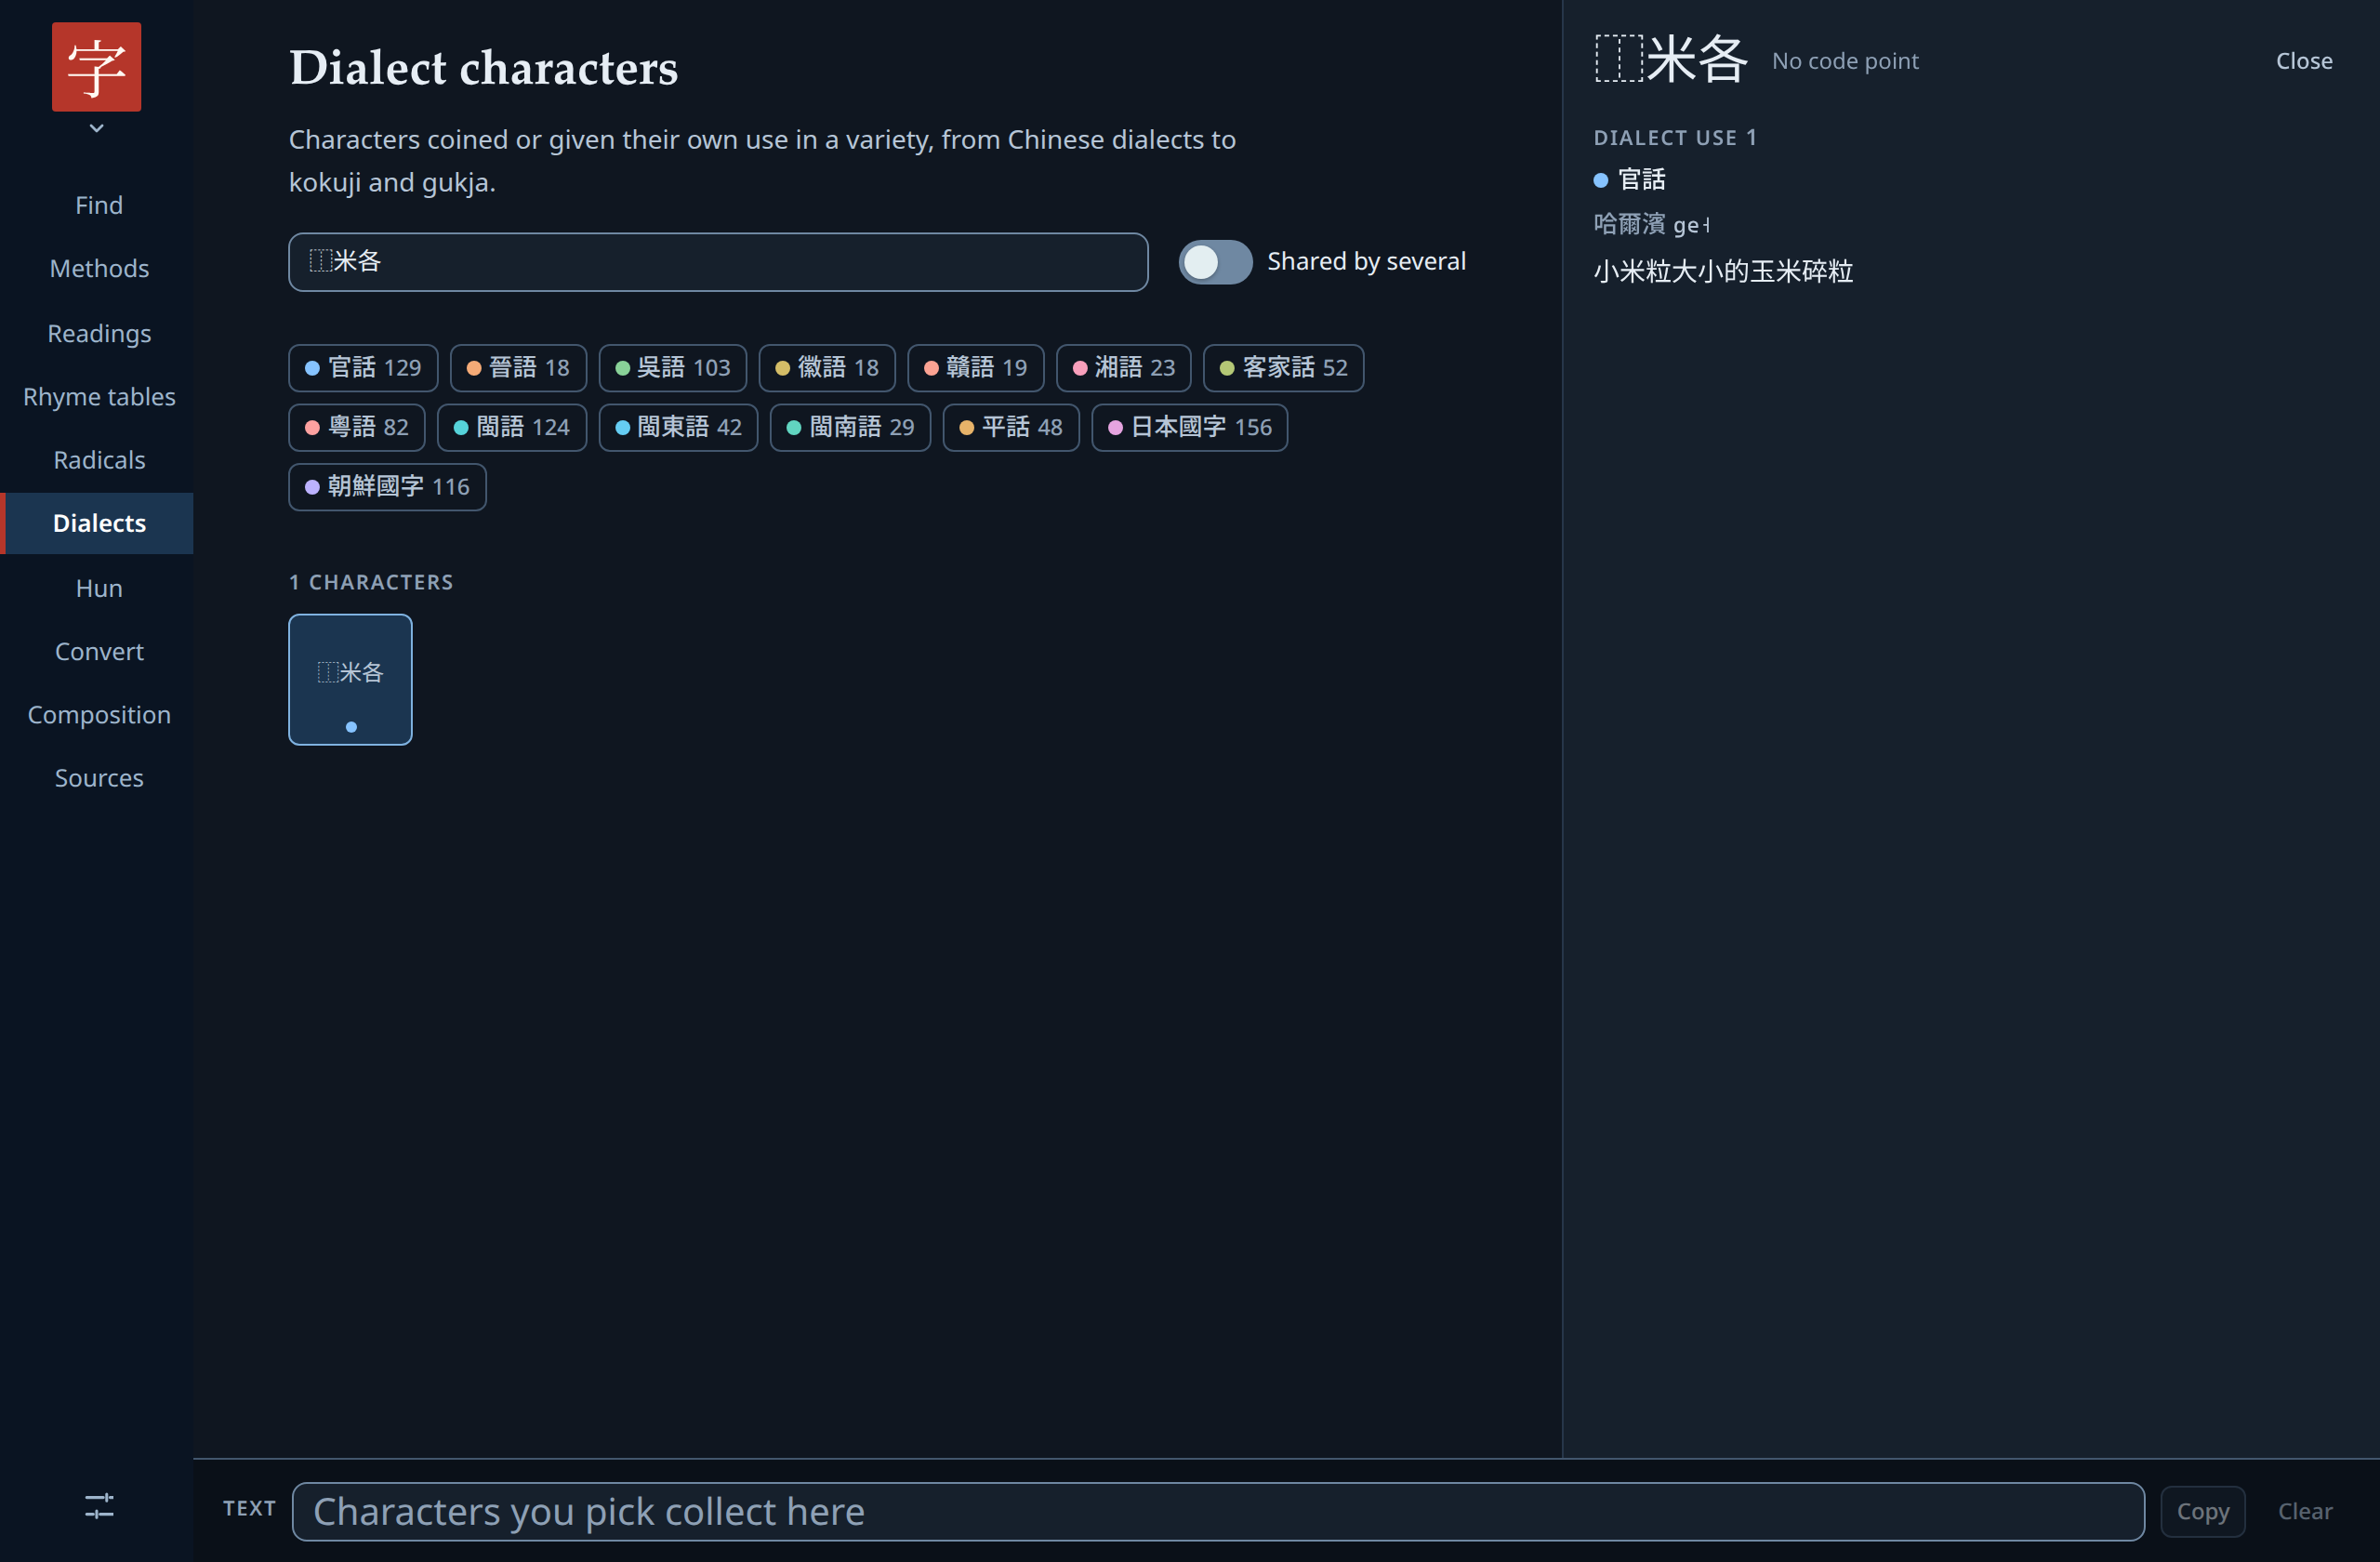 字
Find
Methods
Readings
Rhyme tables
Radicals
Dialects
Hun
Convert
Composition
Sources
Dialect characters
Characters coined or given their own use in a variety, from Chinese dialects to
kokuji and gukja.
⿰米各
Shared by several
官話 129
晉語 18
吳語 103
徽語 18
贛語 19
湘語 23
客家話 52
粵語 82
閩語 124
閩東語 42
閩南語 29
平話 48
日本國字 156
朝鮮國字 116
1 CHARACTERS
⿰米各
⿰米各 No code point
Close
DIALECT USE 1
官話
哈爾濱 ge˧
小米粒大小的玉米碎粒
TEXT
Characters you pick collect here
Copy
Clear